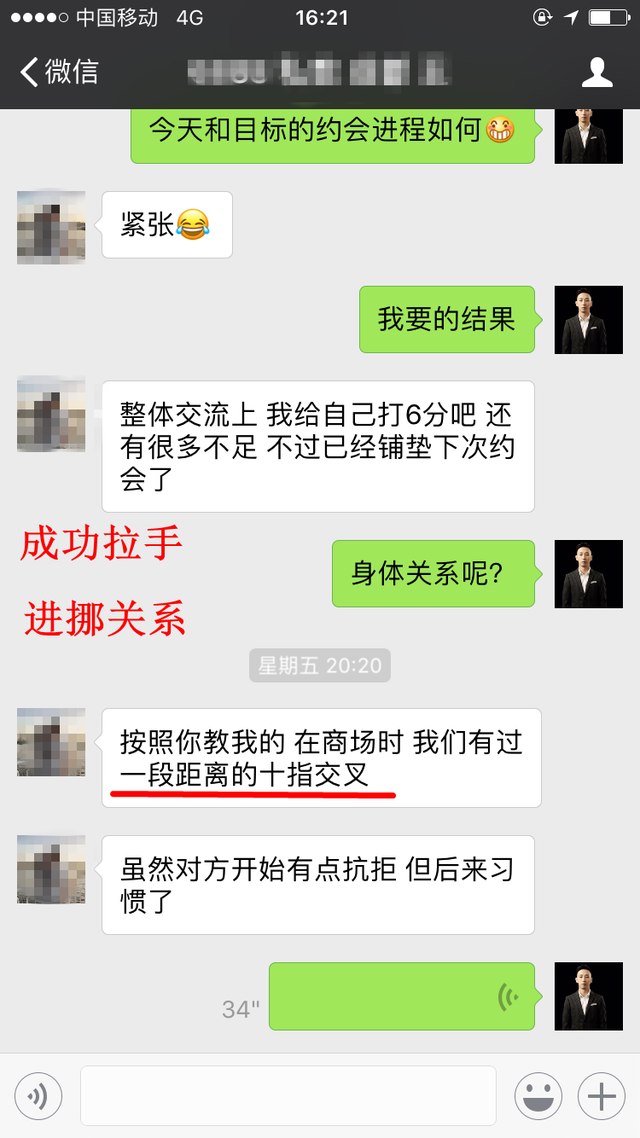 中国移动 4G 16:21
微信
今天和目标的约会进程如何😁
紧张😂
我要的结果
整体交流上 我给自己打6分吧 还
有很多不足 不过已经铺垫下次约
会了
成功拉手
身体关系呢?
进挪关系
星期五 20:20
按照你教我的 在商场时 我们有过
一段距离的十指交叉
虽然对方开始有点抗拒 但后来习
惯了
34"